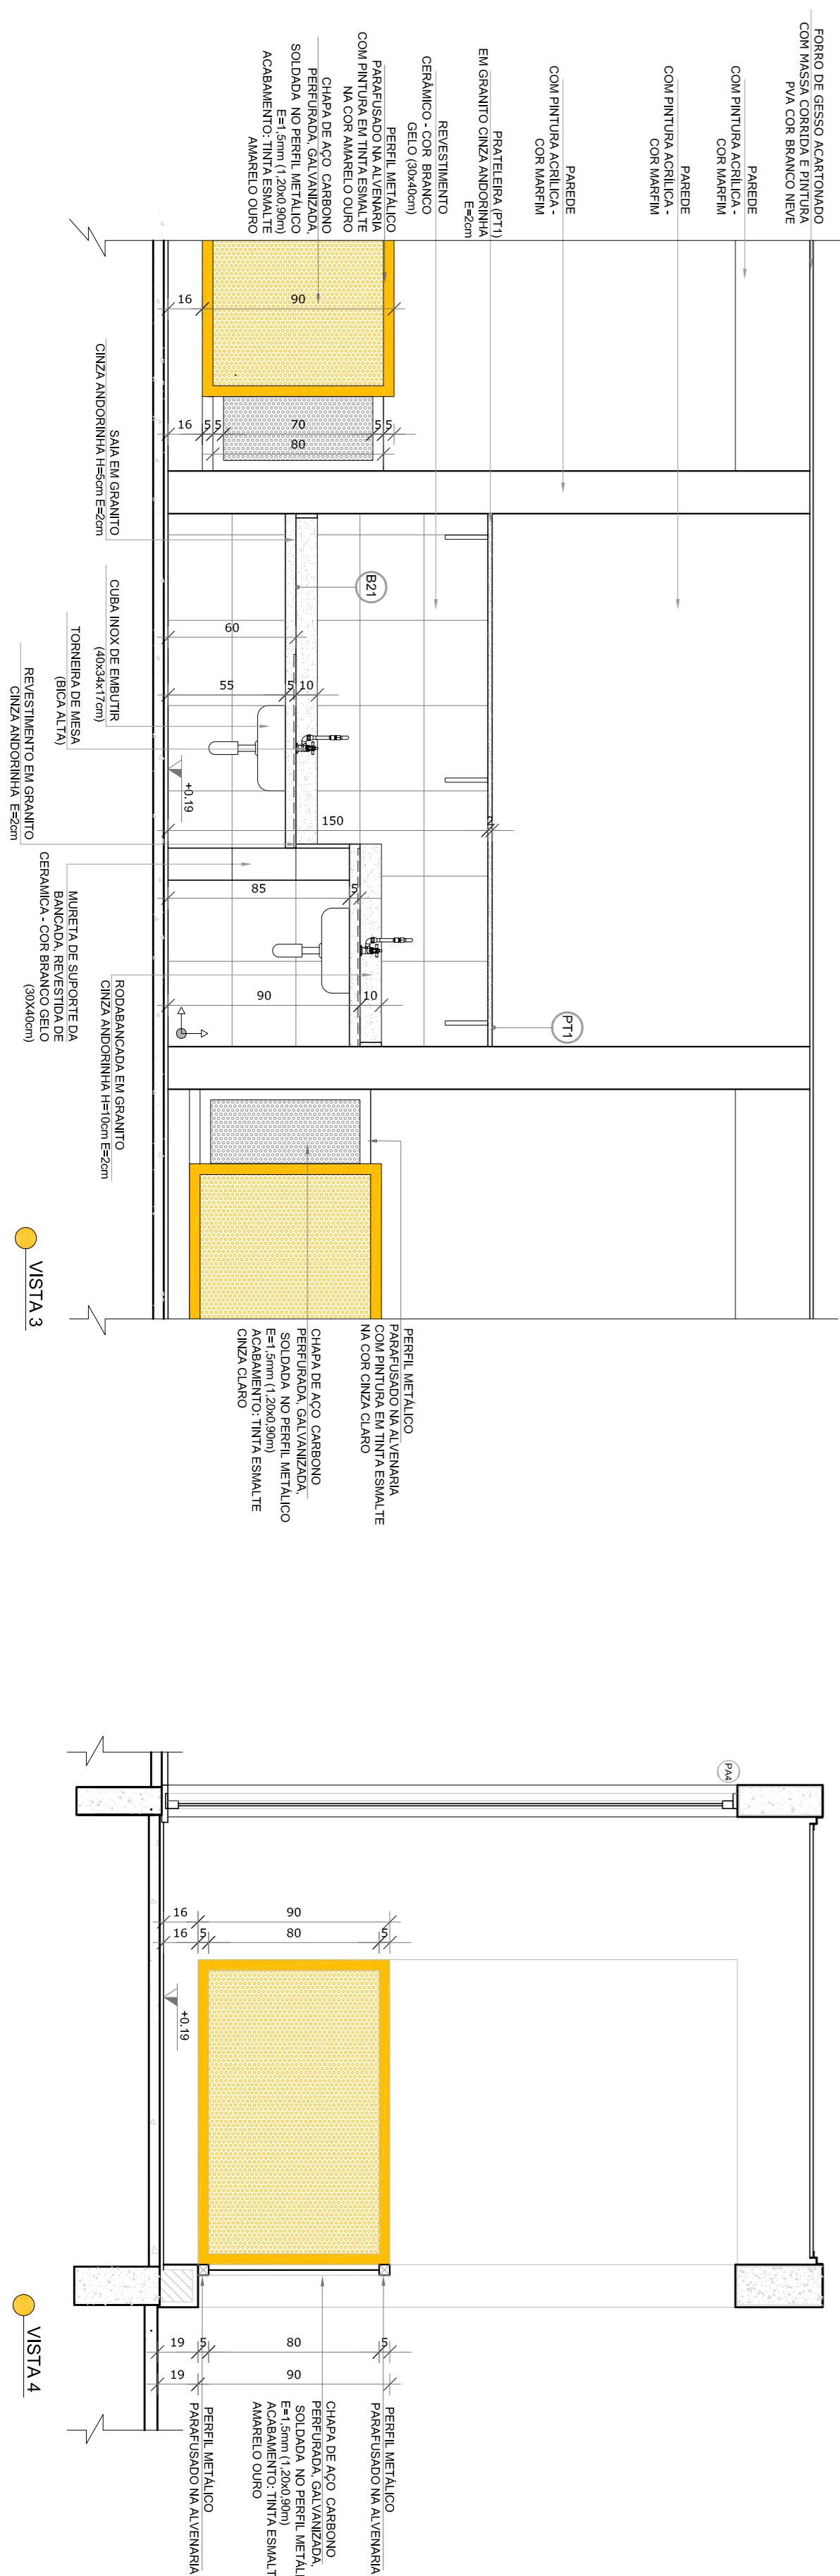 FORRO DE GESSO ACARTONADO
COM MASSA CORRIDA E PINTURA
PVA COR BRANCO NEVE
PAREDE
COM PINTURA ACRÍLICA -
COR MARFIM
PAREDE
COM PINTURA ACRÍLICA -
COR MARFIM
PAREDE
COM PINTURA ACRÍLICA -
COR MARFIM
PRATELEIRA (PT1)
EM GRANITO CINZA ANDORINHA
E=2cm
REVESTIMENTO
CERÂMICO - COR BRANCO
GELO (30x40cm)
PERFIL METÁLICO
PARAFUSADO NA ALVENARIA
COM PINTURA EM TINTA ESMALTE
NA COR AMARELO OURO
CHAPA DE AÇO CARBONO
PERFURADA, GALVANIZADA,
SOLDADA NO PERFIL METÁLICO
E=1,5mm (1,20x0,90m)
ACABAMENTO: TINTA ESMALTE
AMARELO OURO
16
90
16
5
5
70
5
5
80
B21
60
55
5
10
150
2
+0.19
85
5
90
10
PT1
SAIA EM GRANITO
CINZA ANDORINHA H=5cm E=2cm
CUBA INOX DE EMBUTIR
(40x34x17cm)
TORNEIRA DE MESA
(BICA ALTA)
REVESTIMENTO EM GRANITO
CINZA ANDORINHA E=2cm
MURETA DE SUPORTE DA
BANCADA, REVESTIDA DE
CERAMICA - COR BRANCO GELO
(30X40cm)
RODABANCADA EM GRANITO
CINZA ANDORINHA H=10cm E=2cm
PERFIL METÁLICO
PARAFUSADO NA ALVENARIA
COM PINTURA EM TINTA ESMALTE
NA COR CINZA CLARO
CHAPA DE AÇO CARBONO
PERFURADA, GALVANIZADA,
SOLDADA NO PERFIL METÁLICO
E=1,5mm (1,20x0,90m)
ACABAMENTO: TINTA ESMALTE
CINZA CLARO
VISTA 3
PA4
16
90
16
5
80
5
+0.19
19
5
80
5
19
90
PERFIL METÁLICO
PARAFUSADO NA ALVENARIA
CHAPA DE AÇO CARBONO
PERFURADA, GALVANIZADA,
SOLDADA NO PERFIL METÁLI
E=1,5mm (1,20x0,90m)
ACABAMENTO: TINTA ESMALT
AMARELO OURO
PERFIL METÁLICO
PARAFUSADO NA ALVENARIA
VISTA 4